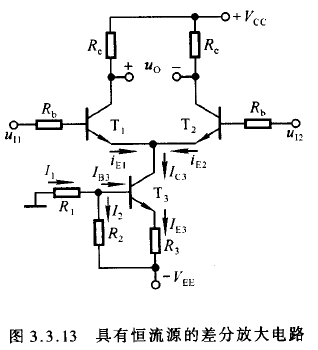 +V_CC
R_c
R_c
+ u_O −
R_b
T_1
T_2
R_b
u_I1
i_E1
i_E2
u_I2
I_1
I_B3
I_C3
T_3
R_1
I_2
I_E3
R_2
R_3
-V_EE
图 3.3.13 具有恒流源的差分放大电路